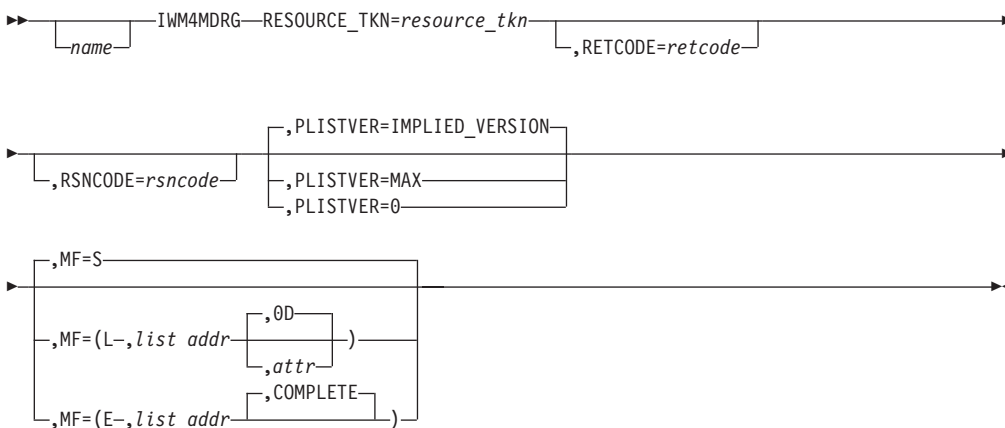 IWM4MDRG RESOURCE_TKN=resource_tkn
name ,RETCODE=retcode
,PLISTVER=IMPLIED_VERSION
,RSNCODE=rsncode ,PLISTVER=MAX
,PLISTVER=0
,MF=S
,0D
,MF=(L ,list addr )
,attr
,COMPLETE
,MF=(E ,list addr )